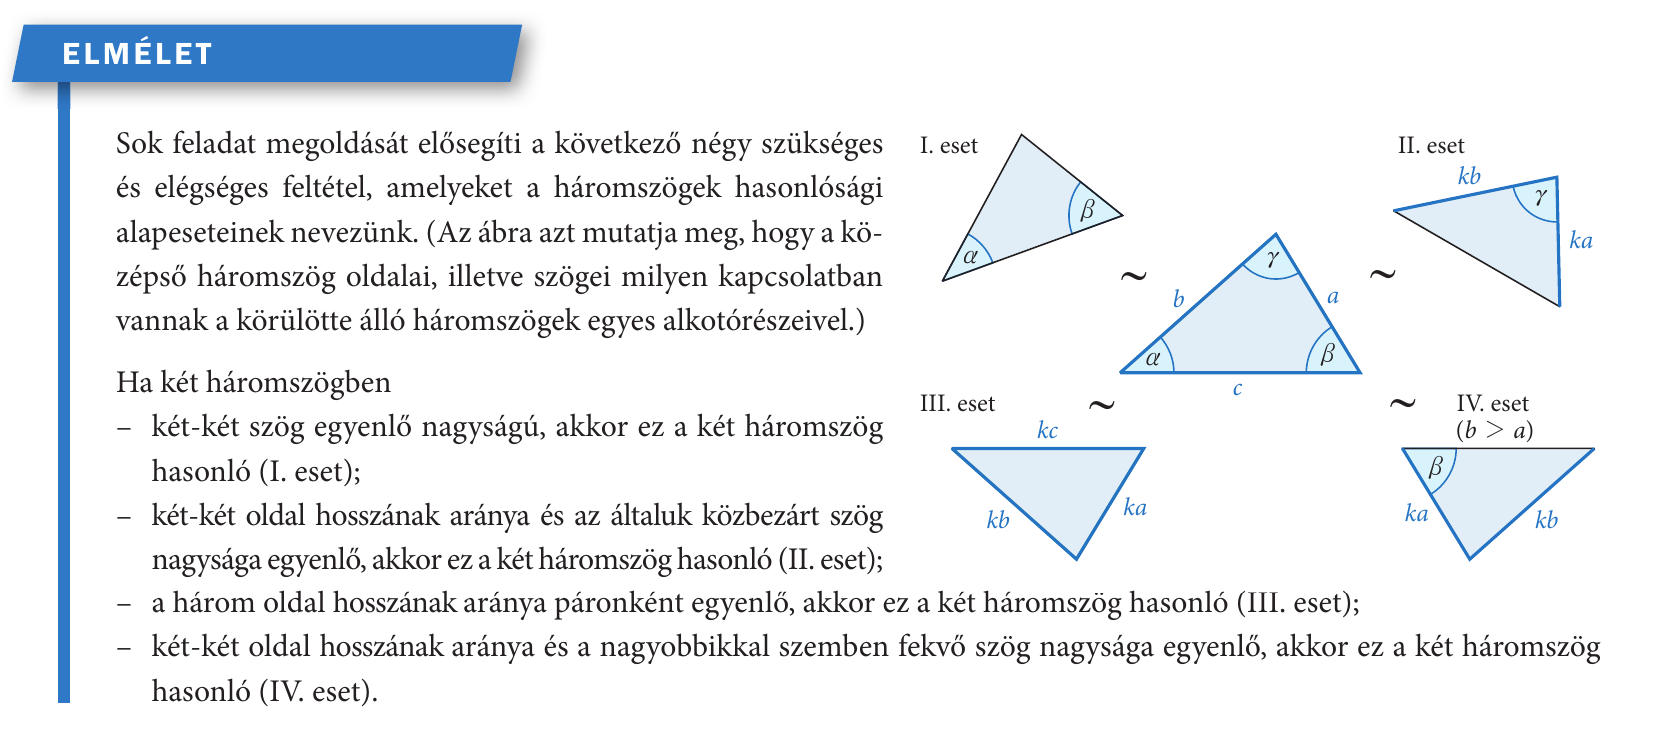 ELMÉLET
Sok feladat megoldását elősegíti a következő négy szükséges
és elégséges feltétel, amelyeket a háromszögek hasonlósági
alapeseteinek nevezünk. (Az ábra azt mutatja meg, hogy a kö-
zépső háromszög oldalai, illetve szögei milyen kapcsolatban
vannak a körülötte álló háromszögek egyes alkotórészeivel.)
Ha két háromszögben
– két-két szög egyenlő nagyságú, akkor ez a két háromszög
hasonló (I. eset);
– két-két oldal hosszának aránya és az általuk közbezárt szög
nagysága egyenlő, akkor ez a két háromszög hasonló (II. eset);
– a három oldal hosszának aránya páronként egyenlő, akkor ez a két háromszög hasonló (III. eset);
– két-két oldal hosszának aránya és a nagyobbikkal szemben fekvő szög nagysága egyenlő, akkor ez a két háromszög
hasonló (IV. eset).
I. eset
α
β
~
II. eset
kb
γ
ka
~
γ
b
a
α
β
c
III. eset
~
kc
kb
ka
~
IV. eset
(b > a)
β
ka
kb